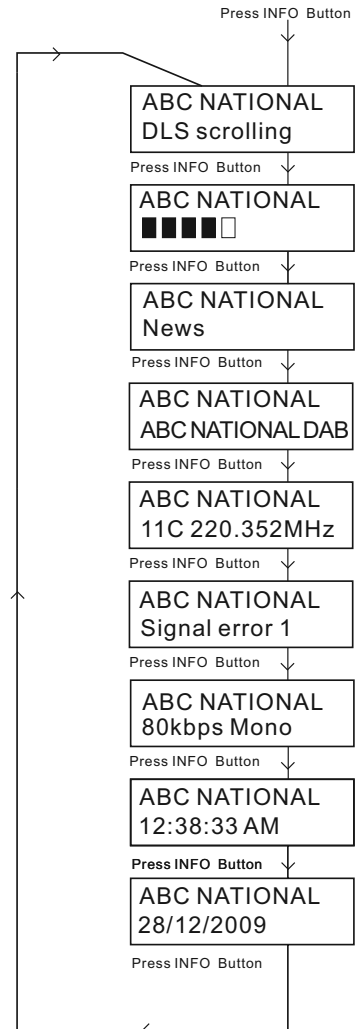 Press INFO Button
ABC NATIONAL
DLS scrolling
Press INFO Button
ABC NATIONAL
Press INFO Button
ABC NATIONAL
News
Press INFO Button
ABC NATIONAL
ABC NATIONAL DAB
Press INFO Button
ABC NATIONAL
11C 220.352MHz
Press INFO Button
ABC NATIONAL
Signal error 1
Press INFO Button
ABC NATIONAL
80kbps Mono
Press INFO Button
ABC NATIONAL
12:38:33 AM
Press INFO Button
ABC NATIONAL
28/12/2009
Press INFO Button